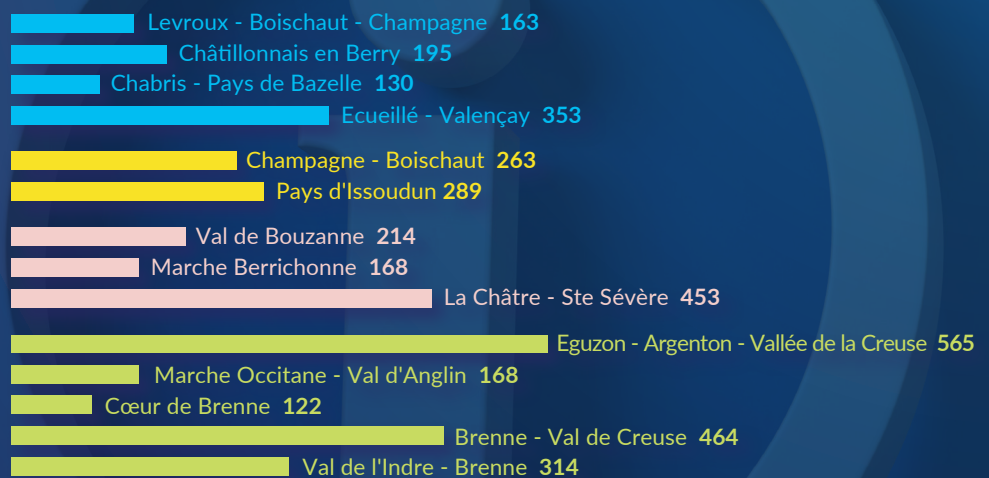 Levroux - Boischaut - Champagne 163
Châtillonnais en Berry 195
Chabris - Pays de Bazelle 130
Ecueillé - Valençay 353
Champagne - Boischaut 263
Pays d'Issoudun 289
Val de Bouzanne 214
Marche Berrichonne 168
La Châtre - Ste Sévère 453
Eguzon - Argenton - Vallée de la Creuse 565
Marche Occitane - Val d'Anglin 168
Cœur de Brenne 122
Brenne - Val de Creuse 464
Val de l'Indre - Brenne 314